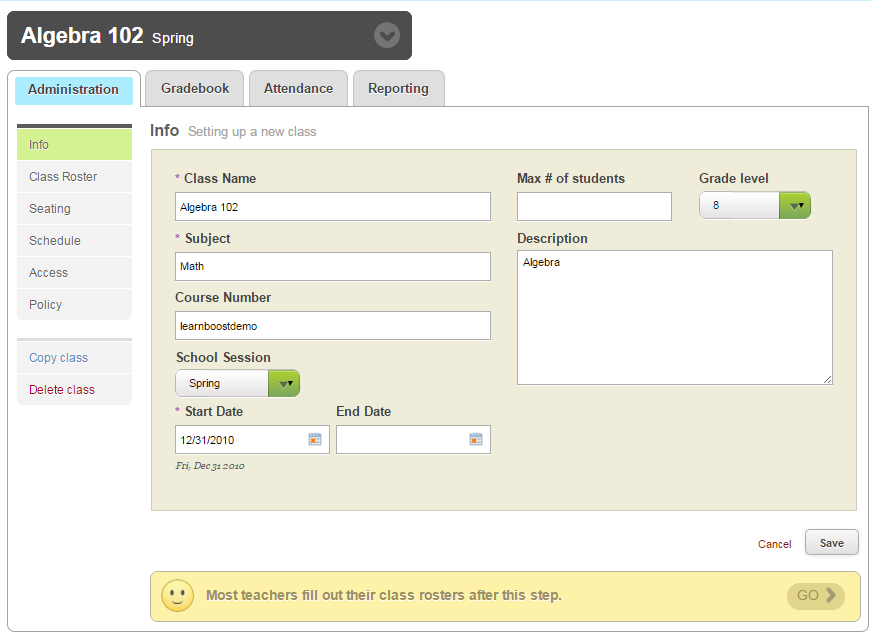 Algebra 102 Spring
Administration Gradebook Attendance Reporting
Info
Class Roster
Seating
Schedule
Access
Policy
Copy class
Delete class
Info Setting up a new class
* Class Name
Algebra 102
* Subject
Math
Course Number
learnboostdemo
School Session
Spring
* Start Date End Date
12/31/2010
Fri, Dec 31 2010
Max # of students Grade level
8
Description
Algebra
Cancel Save
Most teachers fill out their class rosters after this step. GO